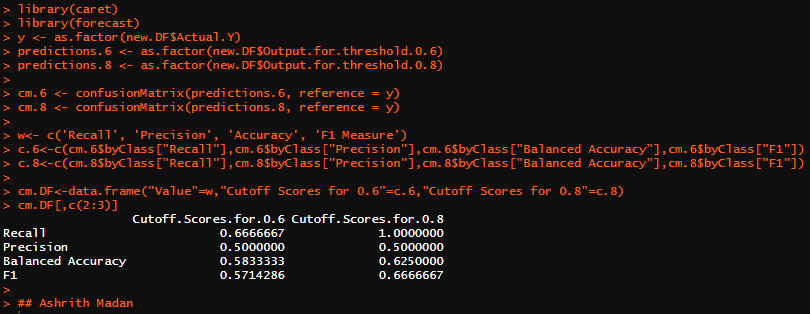 > library(caret)
> library(forecast)
> y <- as.factor(new.DF$Actual.Y)
> predictions.6 <- as.factor(new.DF$Output.for.threshold.0.6)
> predictions.8 <- as.factor(new.DF$Output.for.threshold.0.8)
>
> cm.6 <- confusionMatrix(predictions.6, reference = y)
> cm.8 <- confusionMatrix(predictions.8, reference = y)
>
> w<- c('Recall', 'Precision', 'Accuracy', 'F1 Measure')
> c.6<-c(cm.6$byClass["Recall"],cm.6$byClass["Precision"],cm.6$byClass["Balanced Accuracy"],cm.6$byClass["F1"])
> c.8<-c(cm.8$byClass["Recall"],cm.8$byClass["Precision"],cm.8$byClass["Balanced Accuracy"],cm.8$byClass["F1"])
>
> cm.DF<-data.frame("Value"=w,"Cutoff Scores for 0.6"=c.6,"Cutoff Scores for 0.8"=c.8)
> cm.DF[,c(2:3)]
Cutoff.Scores.for.0.6 Cutoff.Scores.for.0.8
Recall 0.6666667 1.0000000
Precision 0.5000000 0.5000000
Balanced Accuracy 0.5833333 0.6250000
F1 0.5714286 0.6666667
>
> ## Ashrith Madan